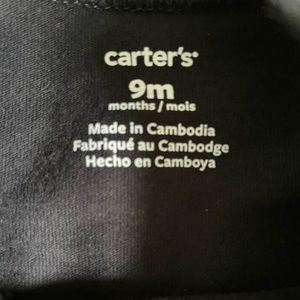 carter's®
9m
months / mois
Made in Cambodia
Fabriqué au Cambodge
Hecho en Camboya